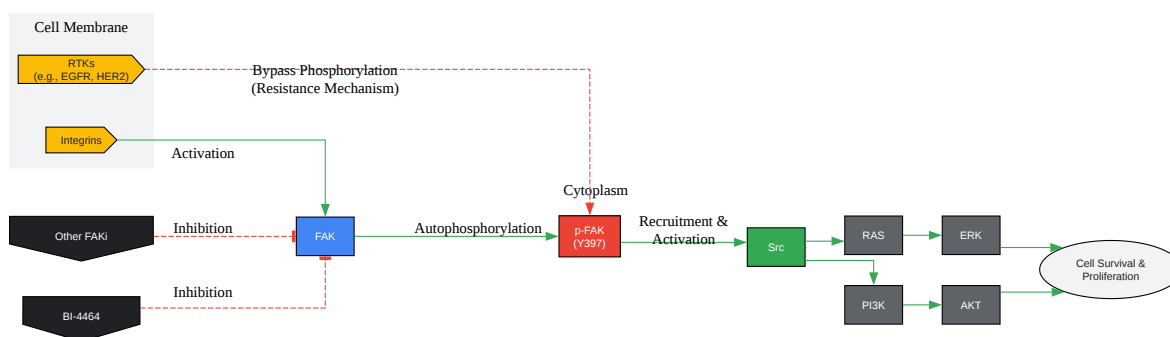 Cell Membrane
RTKs
(e.g., EGFR, HER2)
Bypass Phosphorylation
(Resistance Mechanism)
Integrins
Activation
Cytoplasm
Other FAKi
Inhibition
FAK
Autophosphorylation
p-FAK
(Y397)
Recruitment &
Activation
Src
RAS
ERK
Cell Survival &
Proliferation
BI-4464
Inhibition
PI3K
AKT